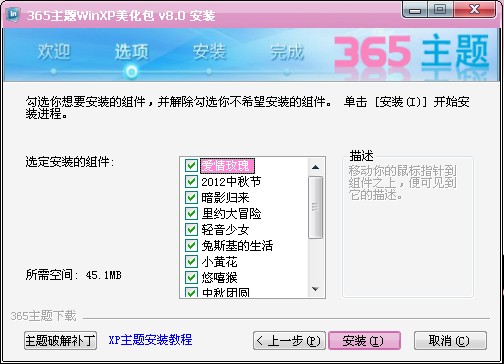 365主题WinXP美化包 v8.0 安装
欢迎 选项 安装 完成 365 主题
勾选你想要安装的组件，并解除勾选你不希望安装的组件。 单击 [安装(I)] 开始安
装进程。
选定安装的组件:
爱情玫瑰
2012中秋节
暗影归来
里约大冒险
轻音少女
兔斯基的生活
小黄花
悠嘻猴
中秋团圆
描述
移动你的鼠标指针到
组件之上，便可见到
它的描述。
所需空间: 45.1MB
365主题下载
主题破解补丁 XP主题安装教程 < 上一步(P) 安装(I) 取消(C)